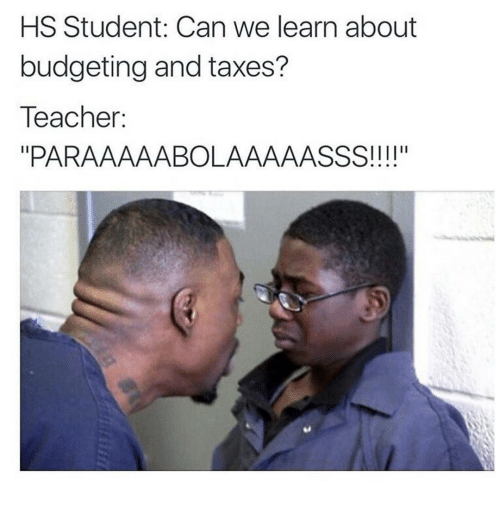 HS Student: Can we learn about
budgeting and taxes?
Teacher:
"PARAAAAABOLAAAAASSS!!!!"